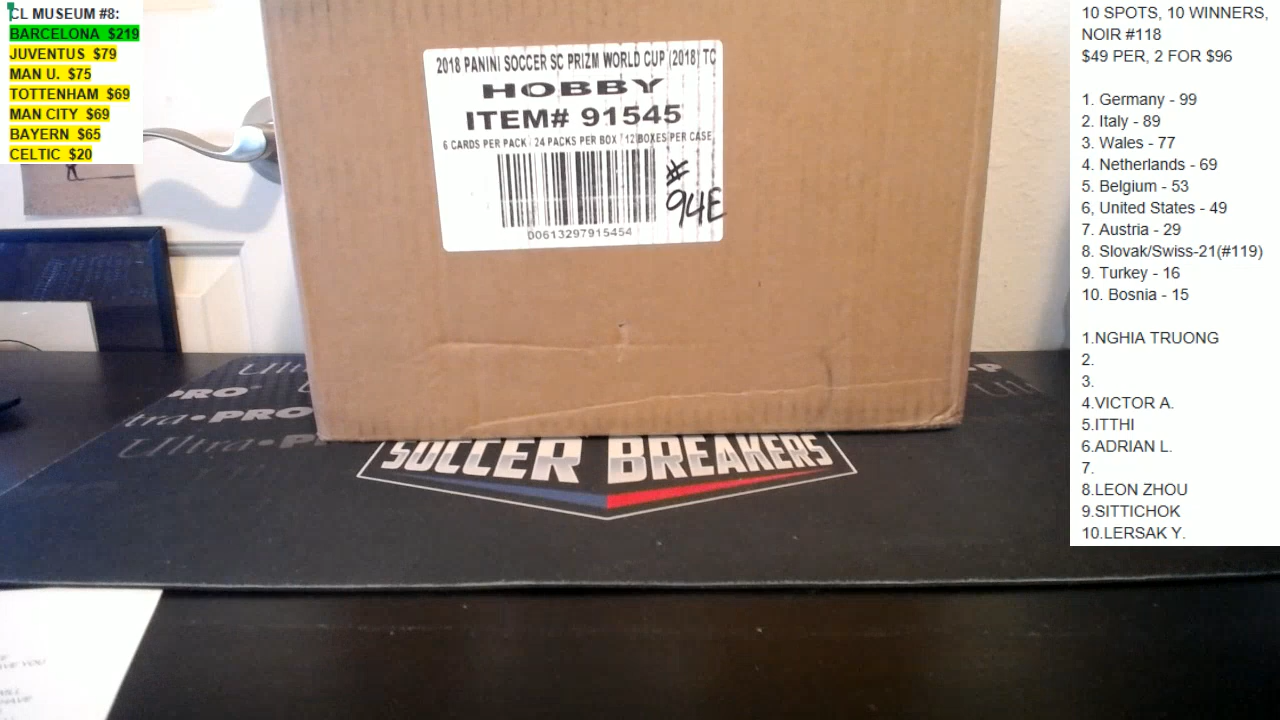 CL MUSEUM #8:
BARCELONA $219
JUVENTUS $79
MAN U. $75
TOTTENHAM $69
MAN CITY $69
BAYERN $65
CELTIC $20
2018 PANINI SOCCER SC PRIZM WORLD CUP (2018) TC
HOBBY
ITEM# 91545
6 CARDS PER PACK 24 PACKS PER BOX 12 BOXES PER CASE
#
94E
00613297915454
10 SPOTS, 10 WINNERS,
NOIR #118
$49 PER, 2 FOR $96
1. Germany - 99
2. Italy - 89
3. Wales - 77
4. Netherlands - 69
5. Belgium - 53
6, United States - 49
7. Austria - 29
8. Slovak/Swiss-21(#119)
9. Turkey - 16
10. Bosnia - 15
1.NGHIA TRUONG
2.
3.
4.VICTOR A.
5.ITTHI
6.ADRIAN L.
7.
8.LEON ZHOU
9.SITTICHOK
10.LERSAK Y.
Ultra
PRO
tra•PRO
Ultra•P
SOCCER BREAKERS